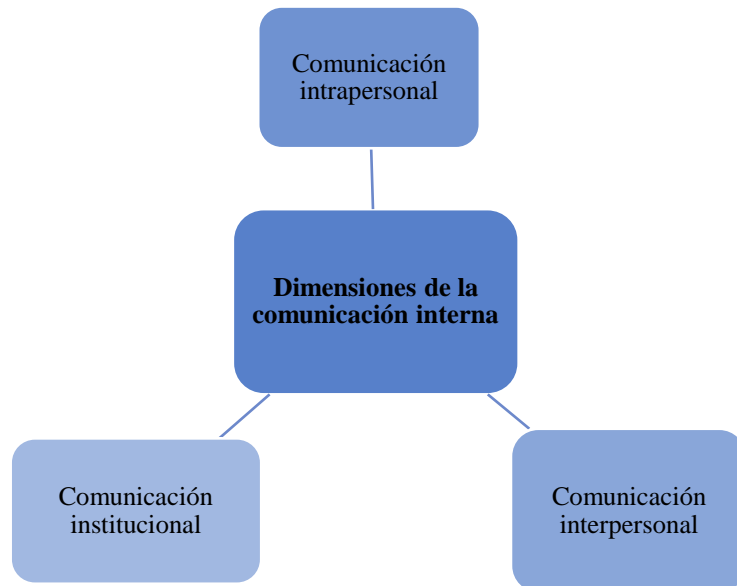 Comunicación
intrapersonal
Dimensiones de la
comunicación interna
Comunicación
institucional
Comunicación
interpersonal